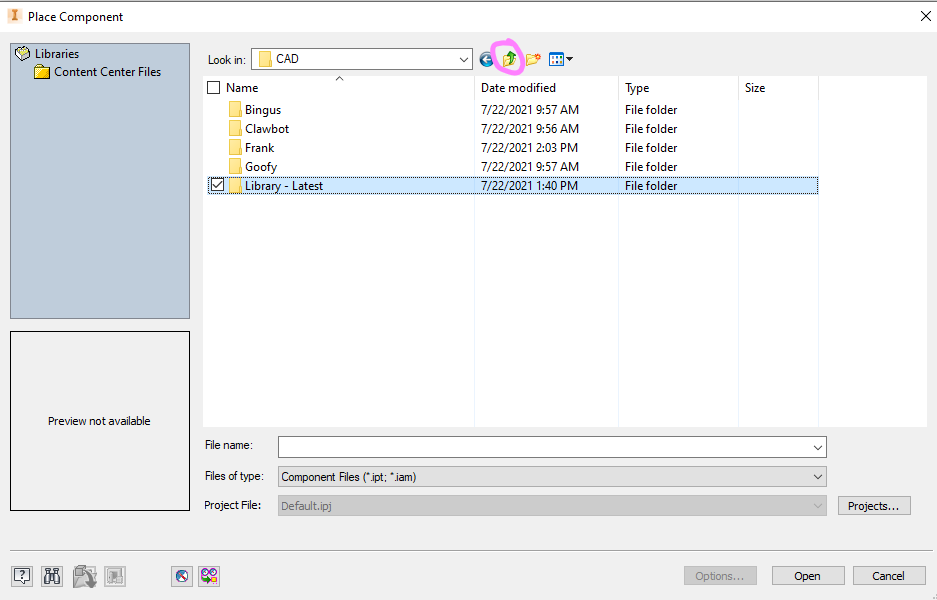 Place Component
Libraries
Content Center Files
Look in: CAD
Name Date modified Type Size
Bingus 7/22/2021 9:57 AM File folder
Clawbot 7/22/2021 9:56 AM File folder
Frank 7/22/2021 2:03 PM File folder
Goofy 7/22/2021 9:57 AM File folder
Library - Latest 7/22/2021 1:40 PM File folder
Preview not available
File name:
Files of type: Component Files (*.ipt; *.iam)
Project File: Default.ipj Projects...
Options... Open Cancel